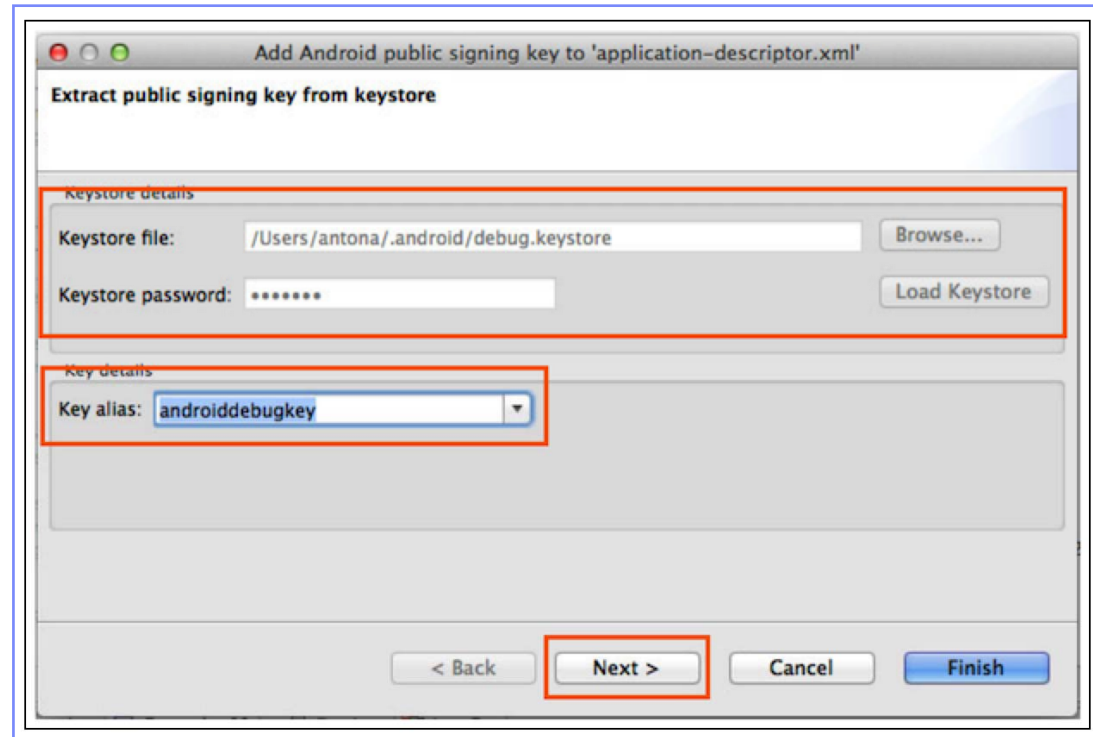 Add Android public signing key to 'application-descriptor.xml'
Extract public signing key from keystore
Keystore details
Keystore file: /Users/antona/.android/debug.keystore Browse...
Keystore password: ••••••• Load Keystore
Key details
Key alias: androiddebugkey
< Back Next > Cancel Finish